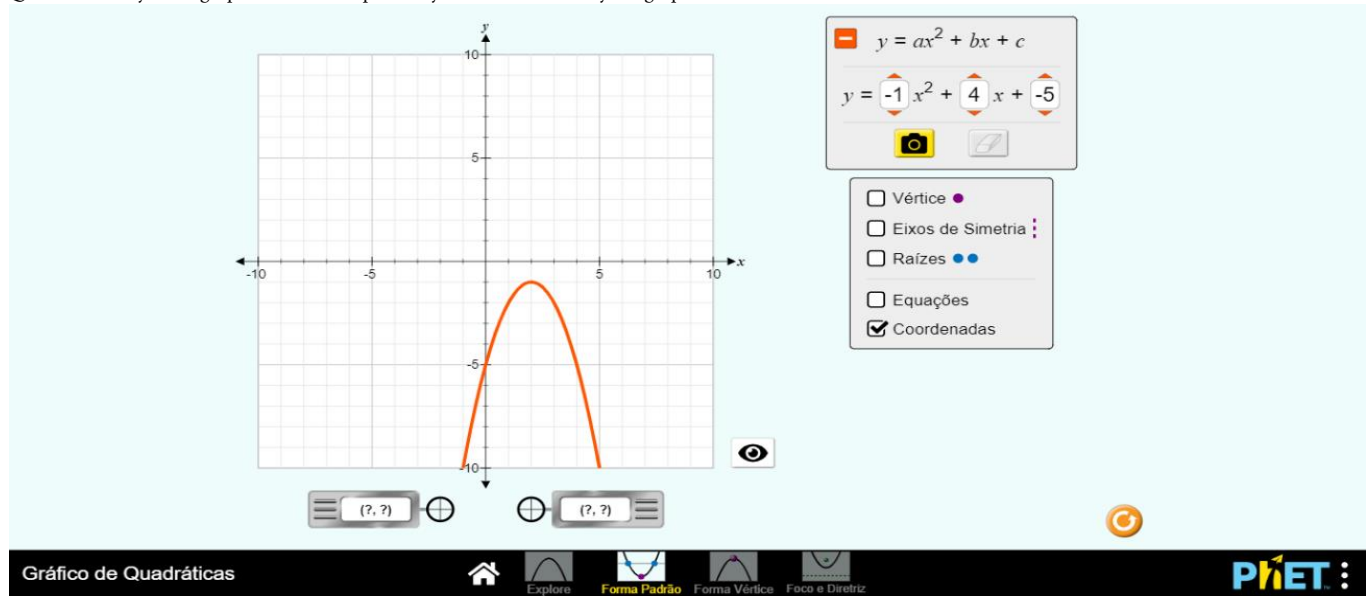 y
10
5
-10
-5
5
10
x
-5
-10
y = ax² + bx + c
y = -1 x² + 4 x + -5
Vértice
Eixos de Simetria
Raízes
Equações
Coordenadas
(?, ?)
(?, ?)
Gráfico de Quadráticas
Explore
Forma Padrão
Forma Vértice
Foco e Diretriz
PhET